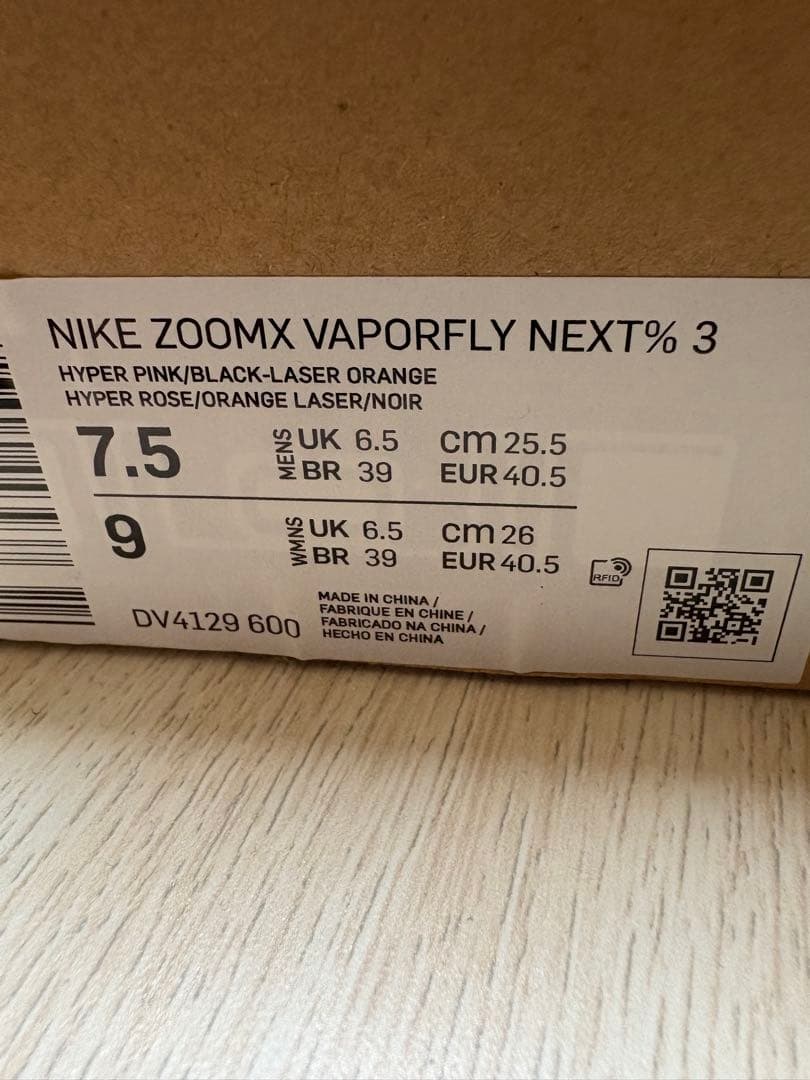 NIKE ZOOMX VAPORFLY NEXT% 3
HYPER PINK/BLACK-LASER ORANGE
HYPER ROSE/ORANGE LASER/NOIR
7.5 MENS UK 6.5 cm 25.5
BR 39 EUR 40.5
9 WMNS UK 6.5 cm 26
BR 39 EUR 40.5
RFID
DV4129 600
MADE IN CHINA /
FABRIQUE EN CHINE /
FABRICADO NA CHINA /
HECHO EN CHINA